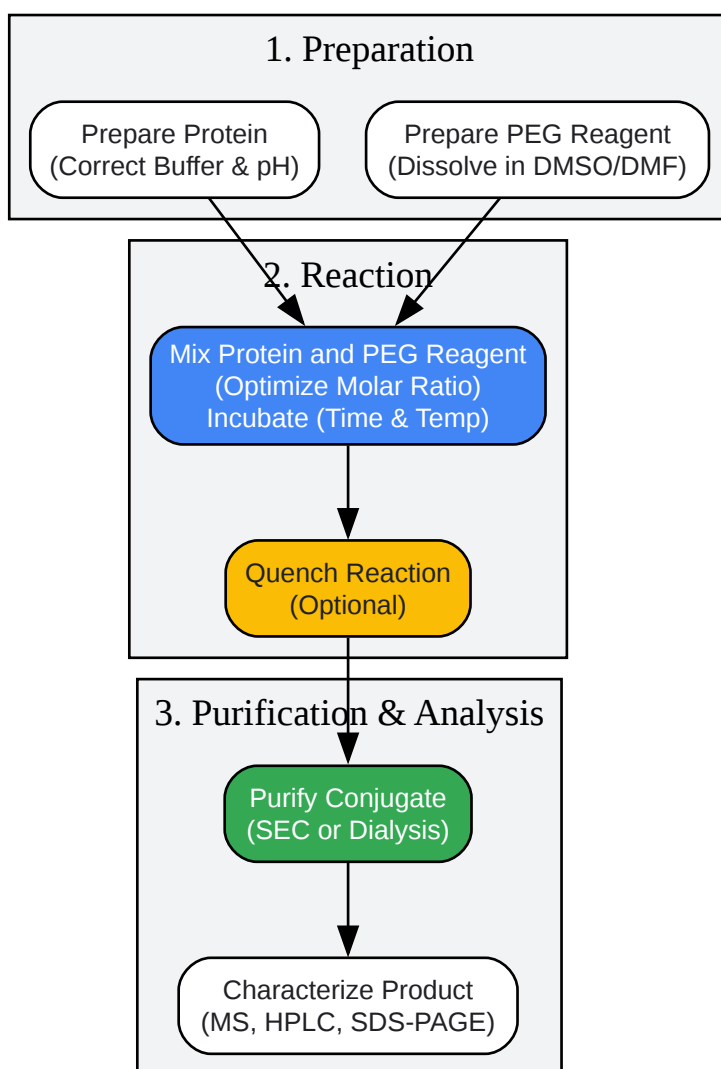 1. Preparation
Prepare Protein
(Correct Buffer & pH)
Prepare PEG Reagent
(Dissolve in DMSO/DMF)
2. Reaction
Mix Protein and PEG Reagent
(Optimize Molar Ratio)
Incubate (Time & Temp)
Quench Reaction
(Optional)
3. Purification & Analysis
Purify Conjugate
(SEC or Dialysis)
Characterize Product
(MS, HPLC, SDS-PAGE)